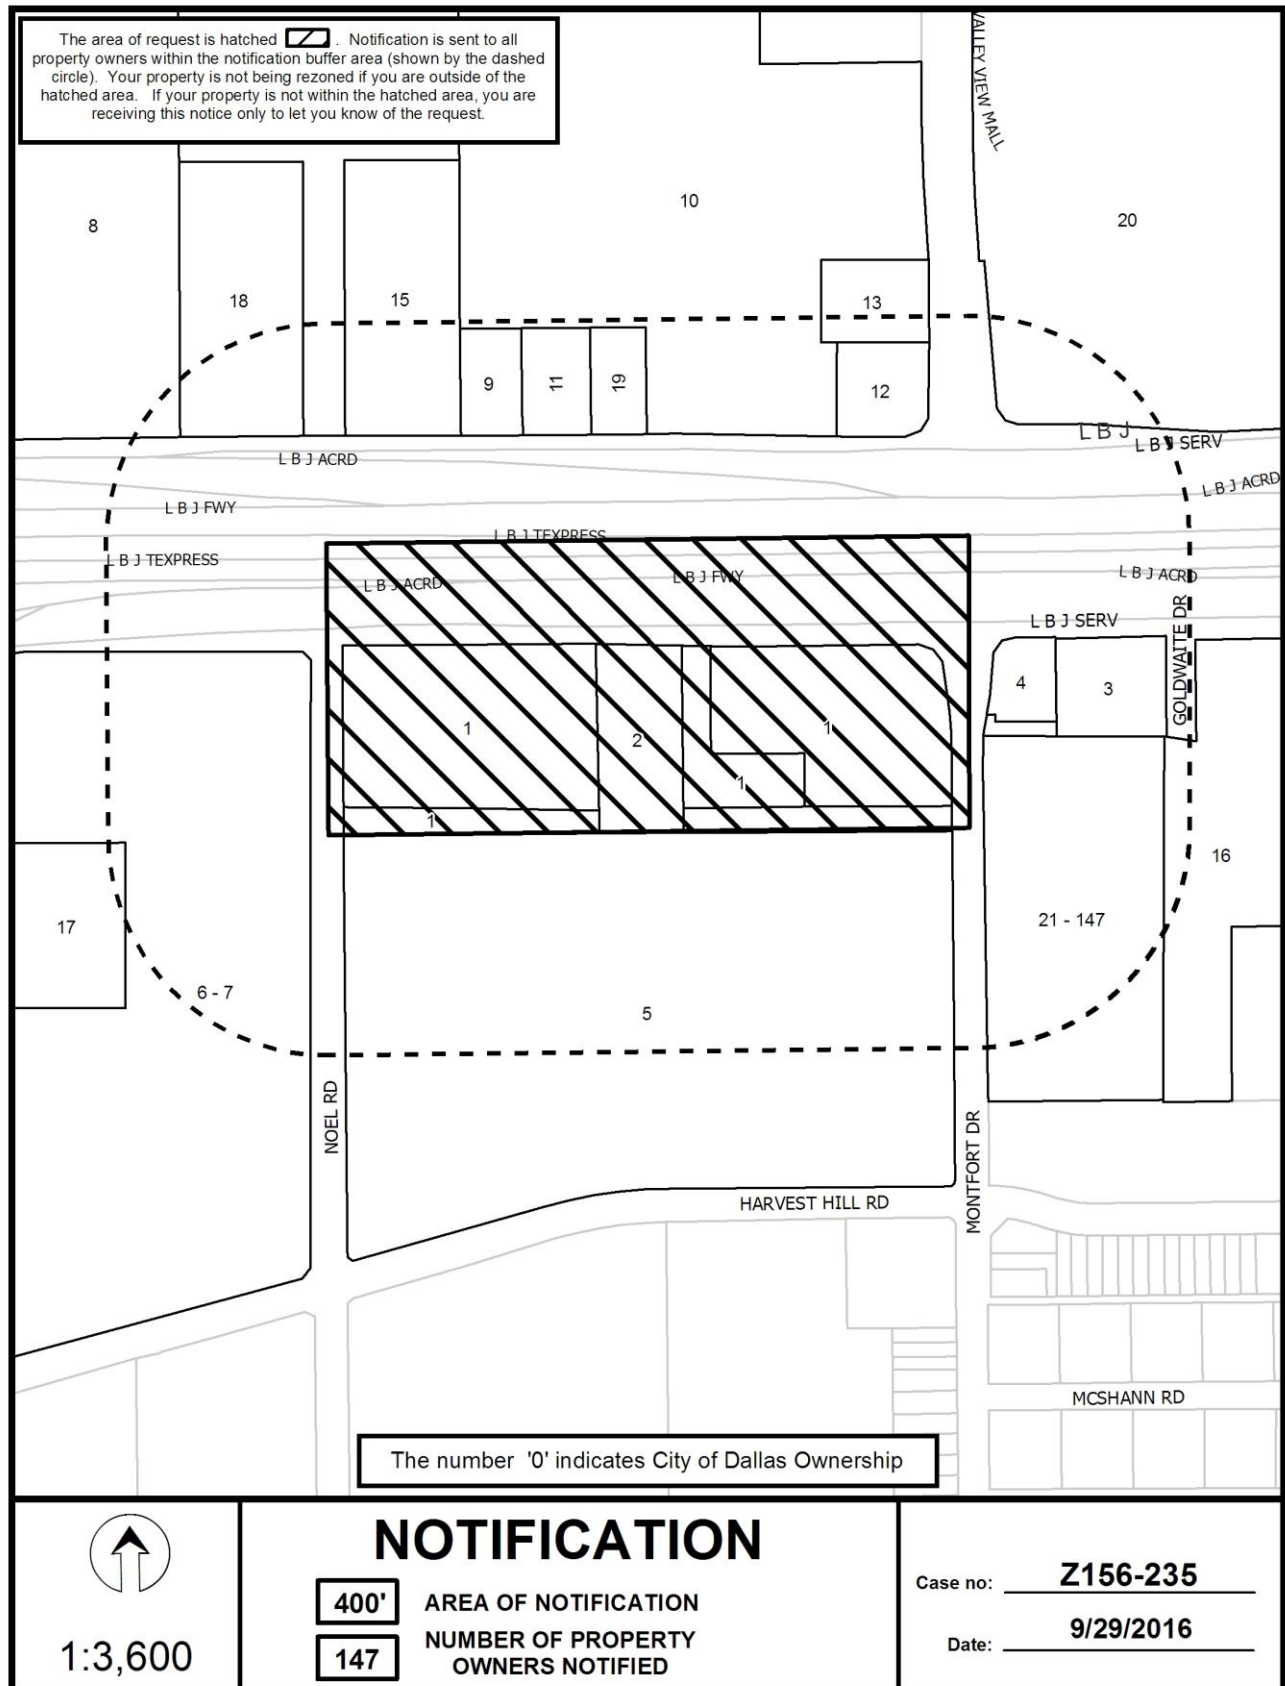 The area of request is hatched . Notification is sent to all
property owners within the notification buffer area (shown by the dashed
circle). Your property is not being rezoned if you are outside of the
hatched area. If your property is not within the hatched area, you are
receiving this notice only to let you know of the request.
VALLEY VIEW MALL
8
10
20
18
15
13
9
11
19
12
L B J
L B J SERV
L B J ACRD
L B J ACRD
L B J FWY
L B J TEXPRESS
L B J TEXPRESS
L B J ACRD
L B J FWY
L B J ACRD
L B J SERV
GOLDWAITE DR
4
3
1
2
1
1
1
16
17
21 - 147
6 - 7
5
NOEL RD
MONTFORT DR
HARVEST HILL RD
MCSHANN RD
The number '0' indicates City of Dallas Ownership
1:3,600
NOTIFICATION
400' AREA OF NOTIFICATION
147 NUMBER OF PROPERTY
OWNERS NOTIFIED
Case no: Z156-235
Date: 9/29/2016